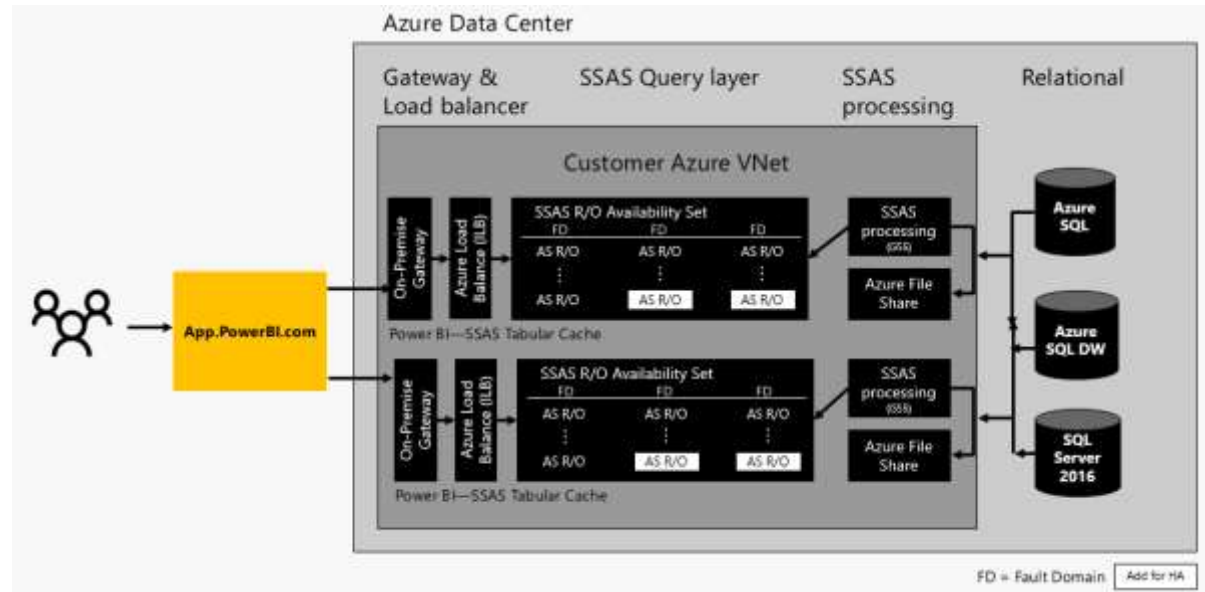 Azure Data Center
Gateway &
Load balancer
SSAS Query layer
SSAS
processing
Relational
Customer Azure VNet
On-Premise
Gateway
Azure Load
Balance (ILB)
SSAS R/O Availability Set
FD FD FD
AS R/O AS R/O AS R/O
AS R/O AS R/O AS R/O
SSAS
processing
(GS5)
Azure File
Share
Power BI—SSAS Tabular Cache
On-Premise
Gateway
Azure Load
Balance (ILB)
SSAS R/O Availability Set
FD FD FD
AS R/O AS R/O AS R/O
AS R/O AS R/O AS R/O
SSAS
processing
(GS5)
Azure File
Share
Power BI—SSAS Tabular Cache
App.PowerBI.com
Azure
SQL
Azure
SQL DW
SQL
Server
2016
FD = Fault Domain
Add for HA